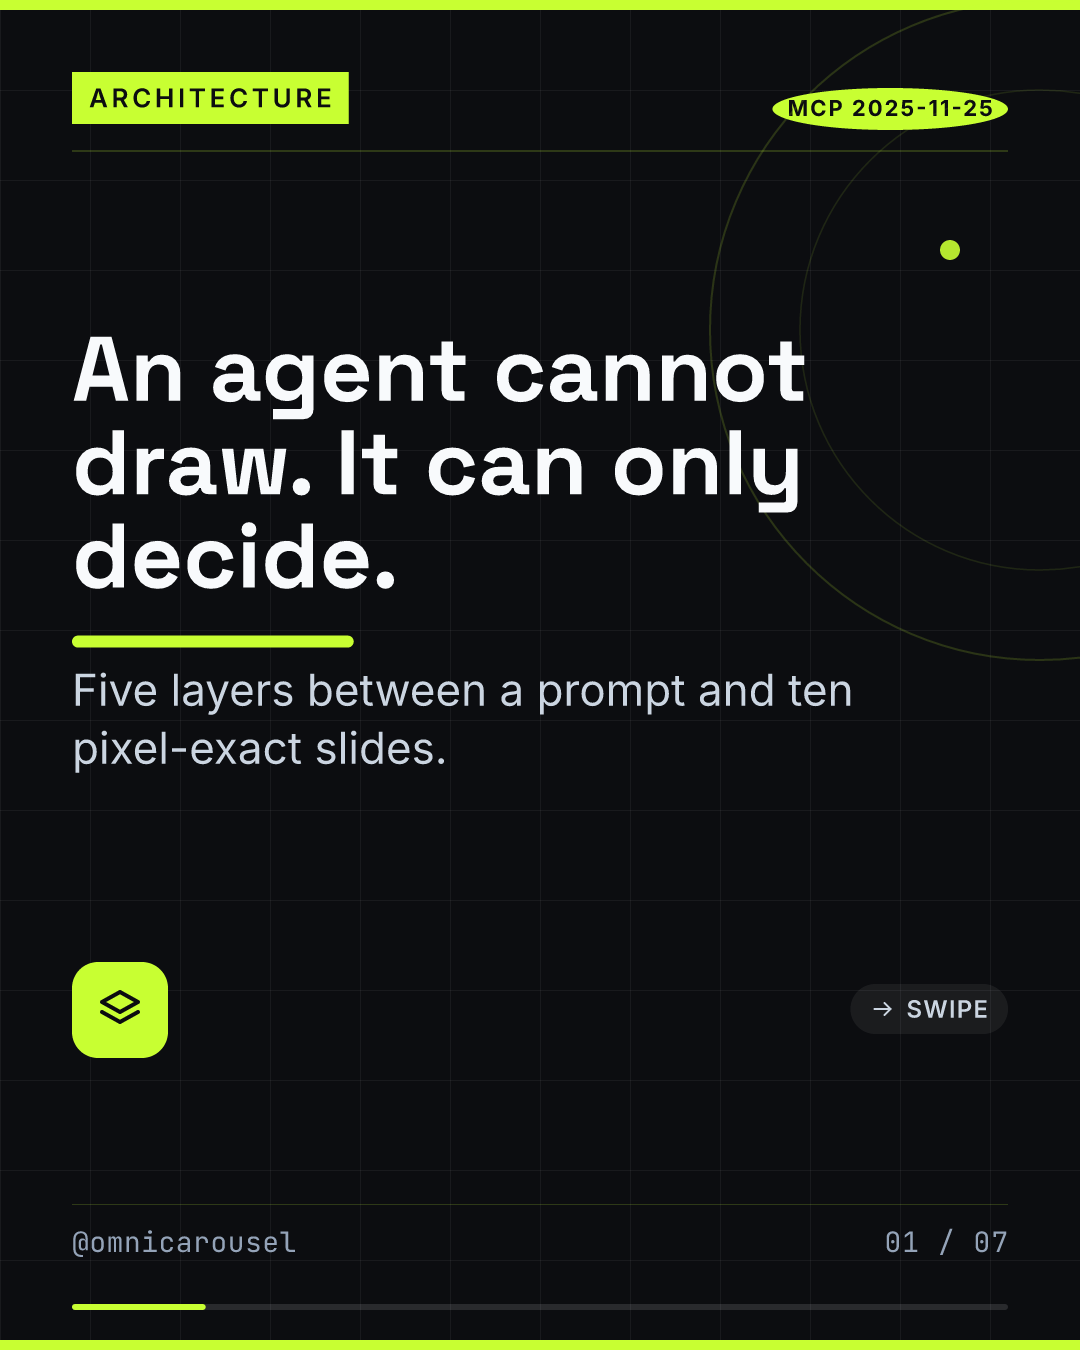 ARCHITECTURE
MCP 2025-11-25
An agent cannot
draw. It can only
decide.
Five layers between a prompt and ten
pixel-exact slides.
→ SWIPE
@omnicarousel
01 / 07